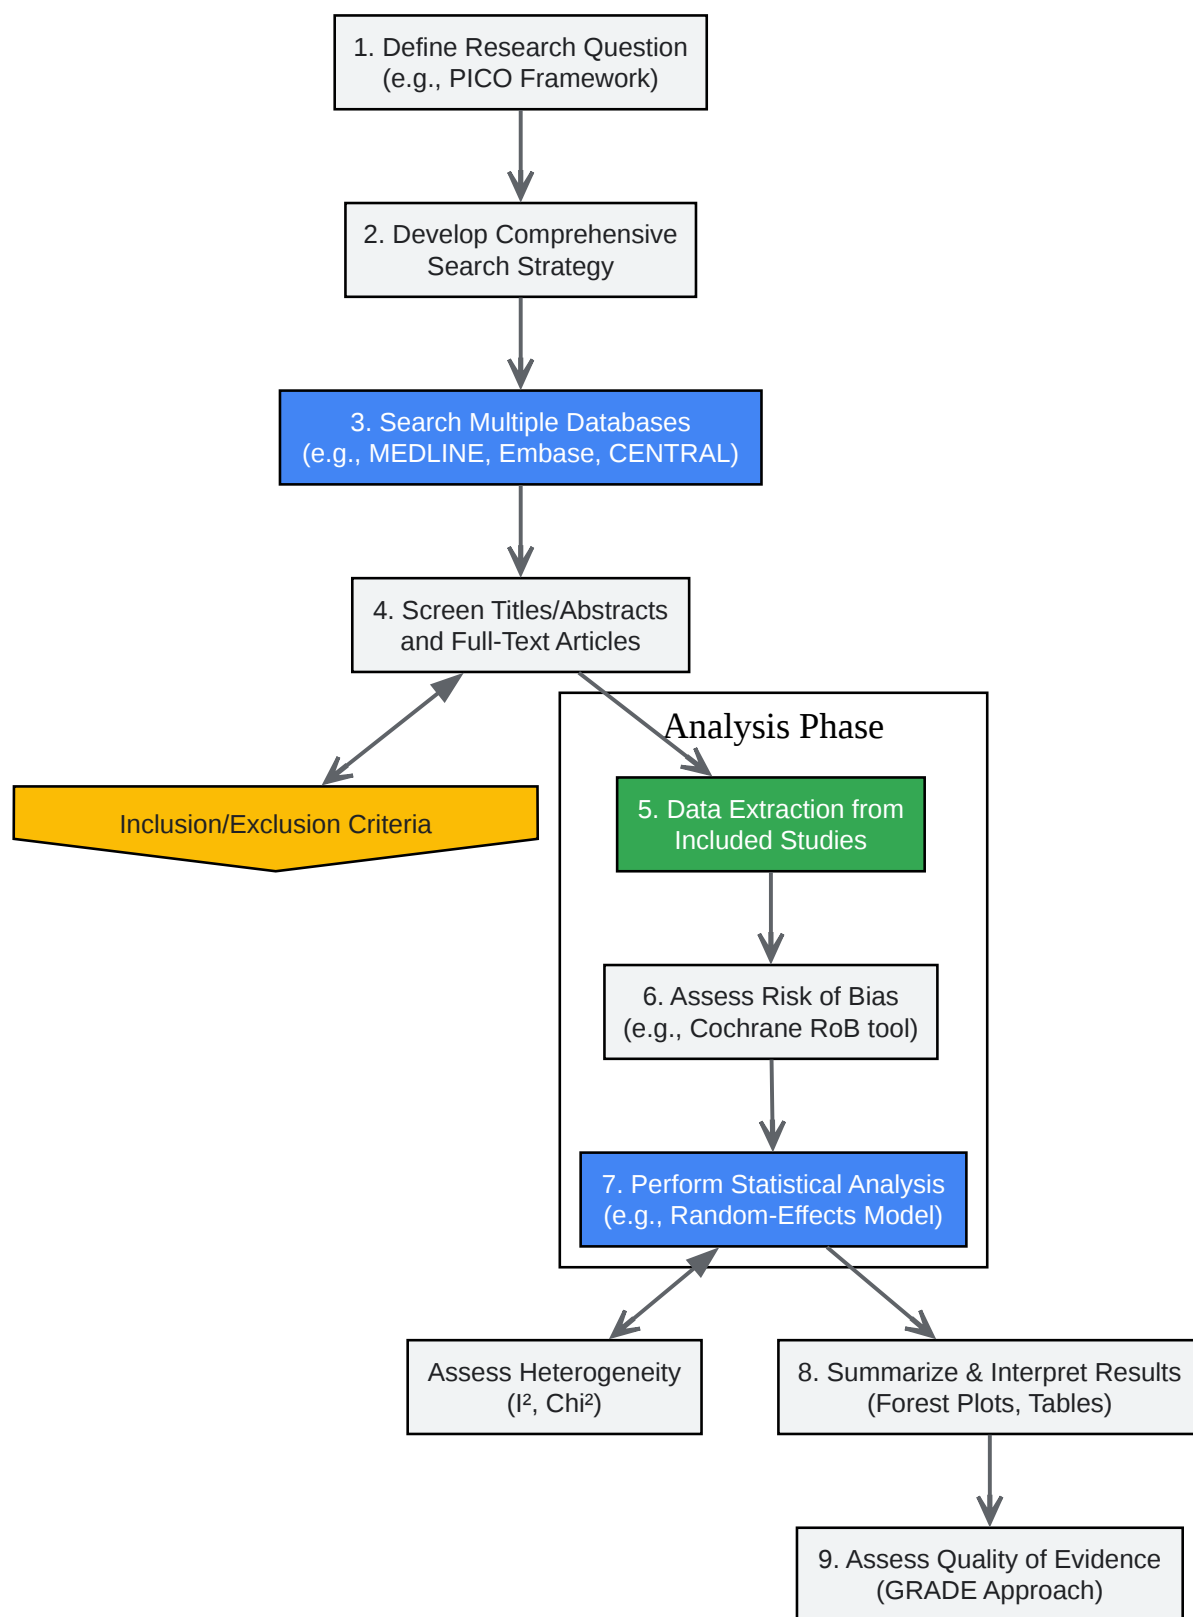 1. Define Research Question
(e.g., PICO Framework)
2. Develop Comprehensive
Search Strategy
3. Search Multiple Databases
(e.g., MEDLINE, Embase, CENTRAL)
4. Screen Titles/Abstracts
and Full-Text Articles
Analysis Phase
Inclusion/Exclusion Criteria
5. Data Extraction from
Included Studies
6. Assess Risk of Bias
(e.g., Cochrane RoB tool)
7. Perform Statistical Analysis
(e.g., Random-Effects Model)
Assess Heterogeneity
(I², Chi²)
8. Summarize & Interpret Results
(Forest Plots, Tables)
9. Assess Quality of Evidence
(GRADE Approach)